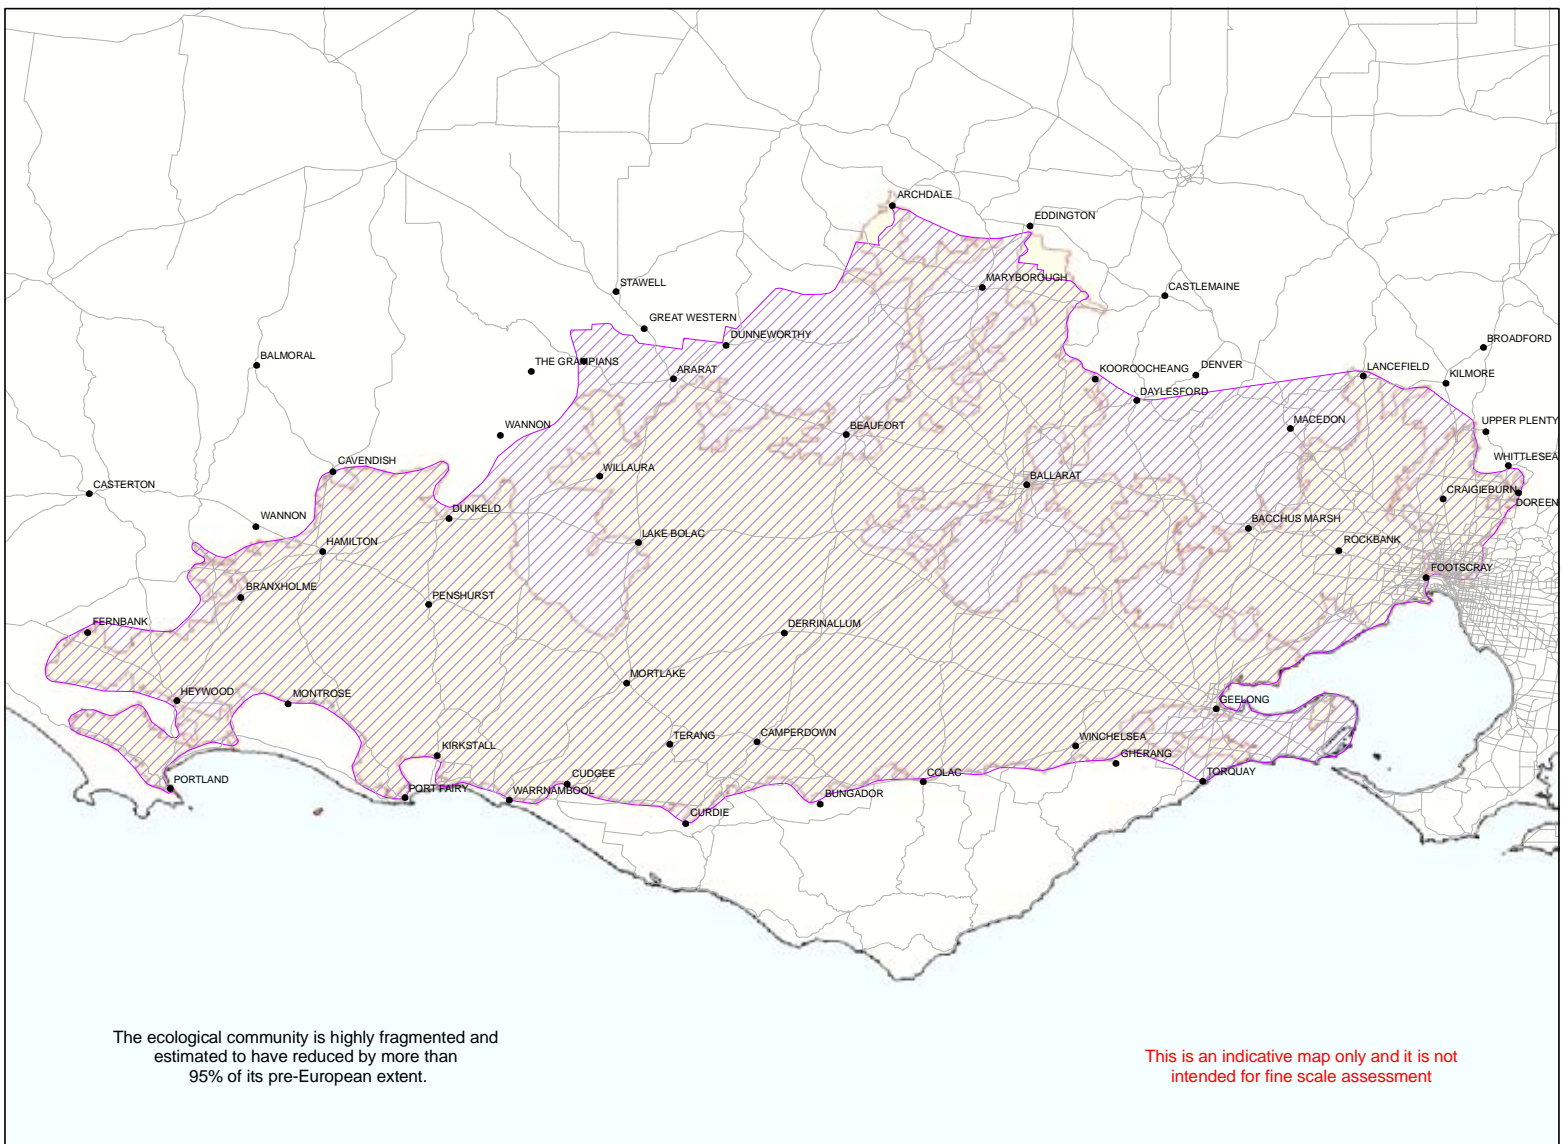 ARCHDALE
EDDINGTON
STAWELL
MARYBOROUGH
CASTLEMAINE
GREAT WESTERN
DUNNEWORTHY
BROADFORD
BALMORAL
THE GRAMPIANS
ARARAT
KOOROOCHEANG
DENVER
LANCEFIELD
KILMORE
DAYLESFORD
WANNON
BEAUFORT
MACEDON
UPPER PLENTY
CAVENDISH
WILLAURA
WHITTLESEA
CASTERTON
BALLARAT
CRAIGIEBURN
DOREEN
DUNKELD
WANNON
BACCHUS MARSH
LAKE BOLAC
ROCKBANK
HAMILTON
FOOTSCRAY
BRANXHOLME
PENSHURST
FERNBANK
DERRINALLUM
MORTLAKE
HEYWOOD
MONTROSE
GEELONG
TERANG
CAMPERDOWN
WINCHELSEA
KIRKSTALL
GHERANG
PORTLAND
CUDGEE
COLAC
TORQUAY
PORT FAIRY
WARRNAMBOOL
BUNGADOR
CURDIE
The ecological community is highly fragmented and
estimated to have reduced by more than
95% of its pre-European extent.
This is an indicative map only and it is not
intended for fine scale assessment